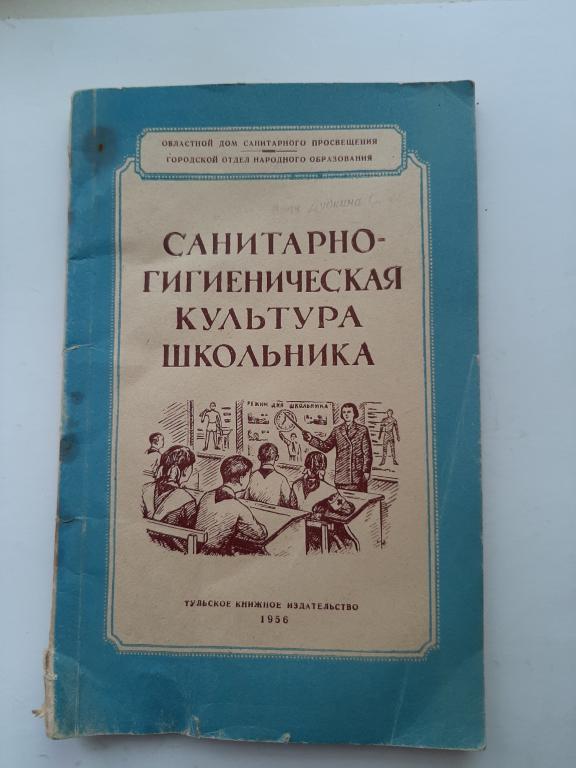 ОБЛАСТНОЙ ДОМ САНИТАРНОГО ПРОСВЕЩЕНИЯ
ГОРОДСКОЙ ОТДЕЛ НАРОДНОГО ОБРАЗОВАНИЯ
САНИТАРНО-
ГИГИЕНИЧЕСКАЯ
КУЛЬТУРА
ШКОЛЬНИКА
РЕЖИМ ДНЯ ШКОЛЬНИКА
ТУЛЬСКОЕ КНИЖНОЕ ИЗДАТЕЛЬСТВО
1956